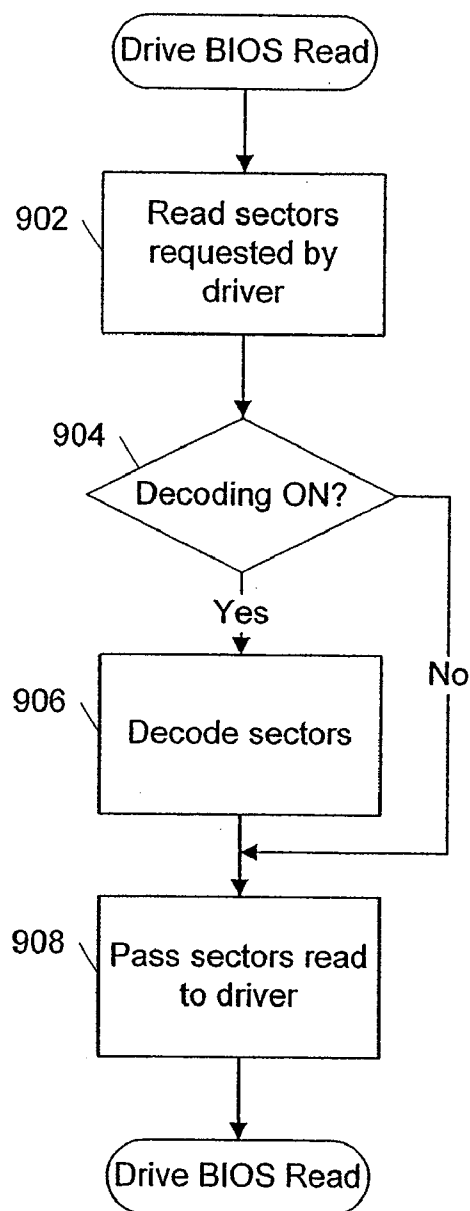 Drive BIOS Read
902
Read sectors
requested by
driver
904
Decoding ON?
Yes
No
906
Decode sectors
908
Pass sectors read
to driver
Drive BIOS Read